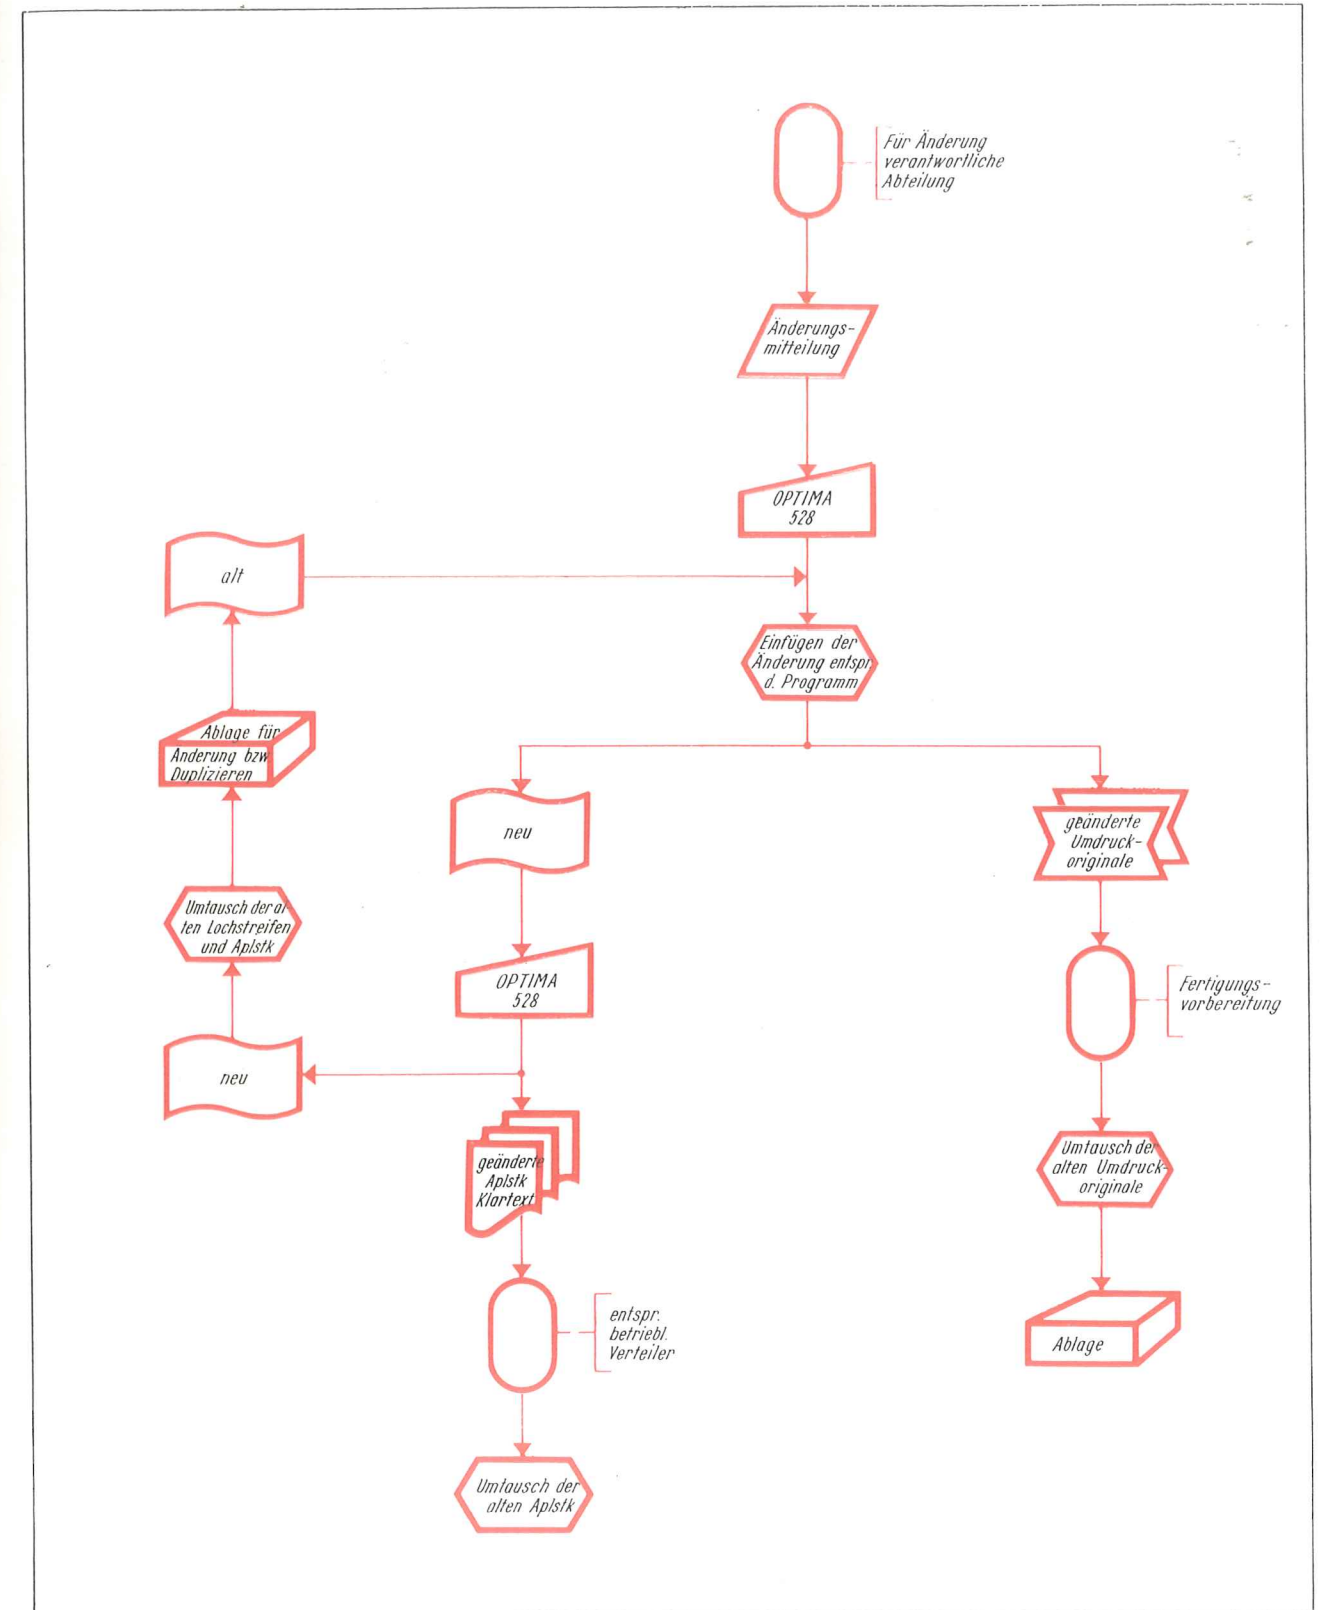 Für Änderung
verantwortliche
Abteilung
Änderungs-
mitteilung
OPTIMA
528
alt
Einfügen der
Änderung entspr.
d. Programm
Ablage für
Änderung bzw
Duplizieren
neu
geänderte
Umdruck-
originale
Umtausch der al-
ten Lochstreifen
und Aplstk
OPTIMA
528
Fertigungs-
vorbereitung
neu
geänderte
Aplstk
Klartext
Umtausch der
alten Umdruck-
originale
entspr.
betriebl.
Verteiler
Ablage
Umtausch der
alten Aplstk